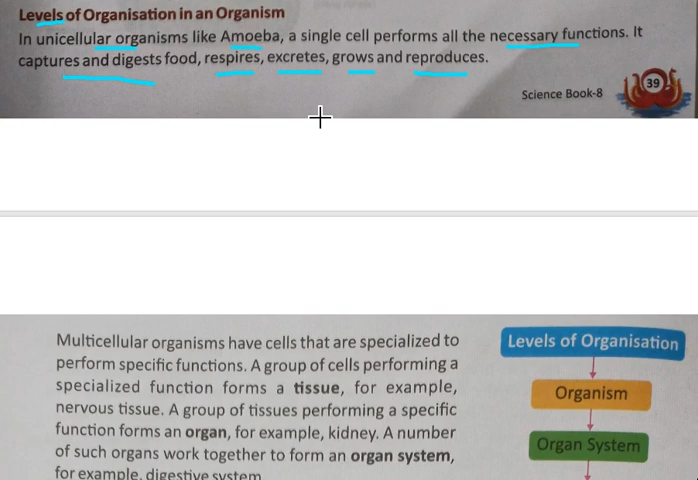 Levels of Organisation in an Organism
In unicellular organisms like Amoeba, a single cell performs all the necessary functions. It
captures and digests food, respires, excretes, grows and reproduces.
Science Book-8
39
Multicellular organisms have cells that are specialized to
perform specific functions. A group of cells performing a
specialized function forms a tissue, for example,
nervous tissue. A group of tissues performing a specific
function forms an organ, for example, kidney. A number
of such organs work together to form an organ system,
for example, digestive system
Levels of Organisation
Organism
Organ System